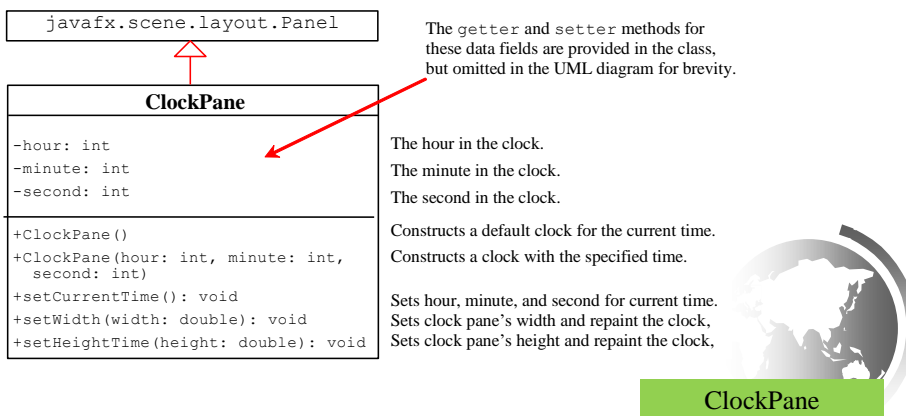 javafx.scene.layout.Panel
The getter and setter methods for
these data fields are provided in the class,
but omitted in the UML diagram for brevity.
ClockPane
-hour: int
The hour in the clock.
-minute: int
The minute in the clock.
-second: int
The second in the clock.
+ClockPane()
Constructs a default clock for the current time.
+ClockPane(hour: int, minute: int,
second: int)
Constructs a clock with the specified time.
+setCurrentTime(): void
Sets hour, minute, and second for current time.
+setWidth(width: double): void
Sets clock pane's width and repaint the clock,
+setHeightTime(height: double): void
Sets clock pane's height and repaint the clock,
ClockPane